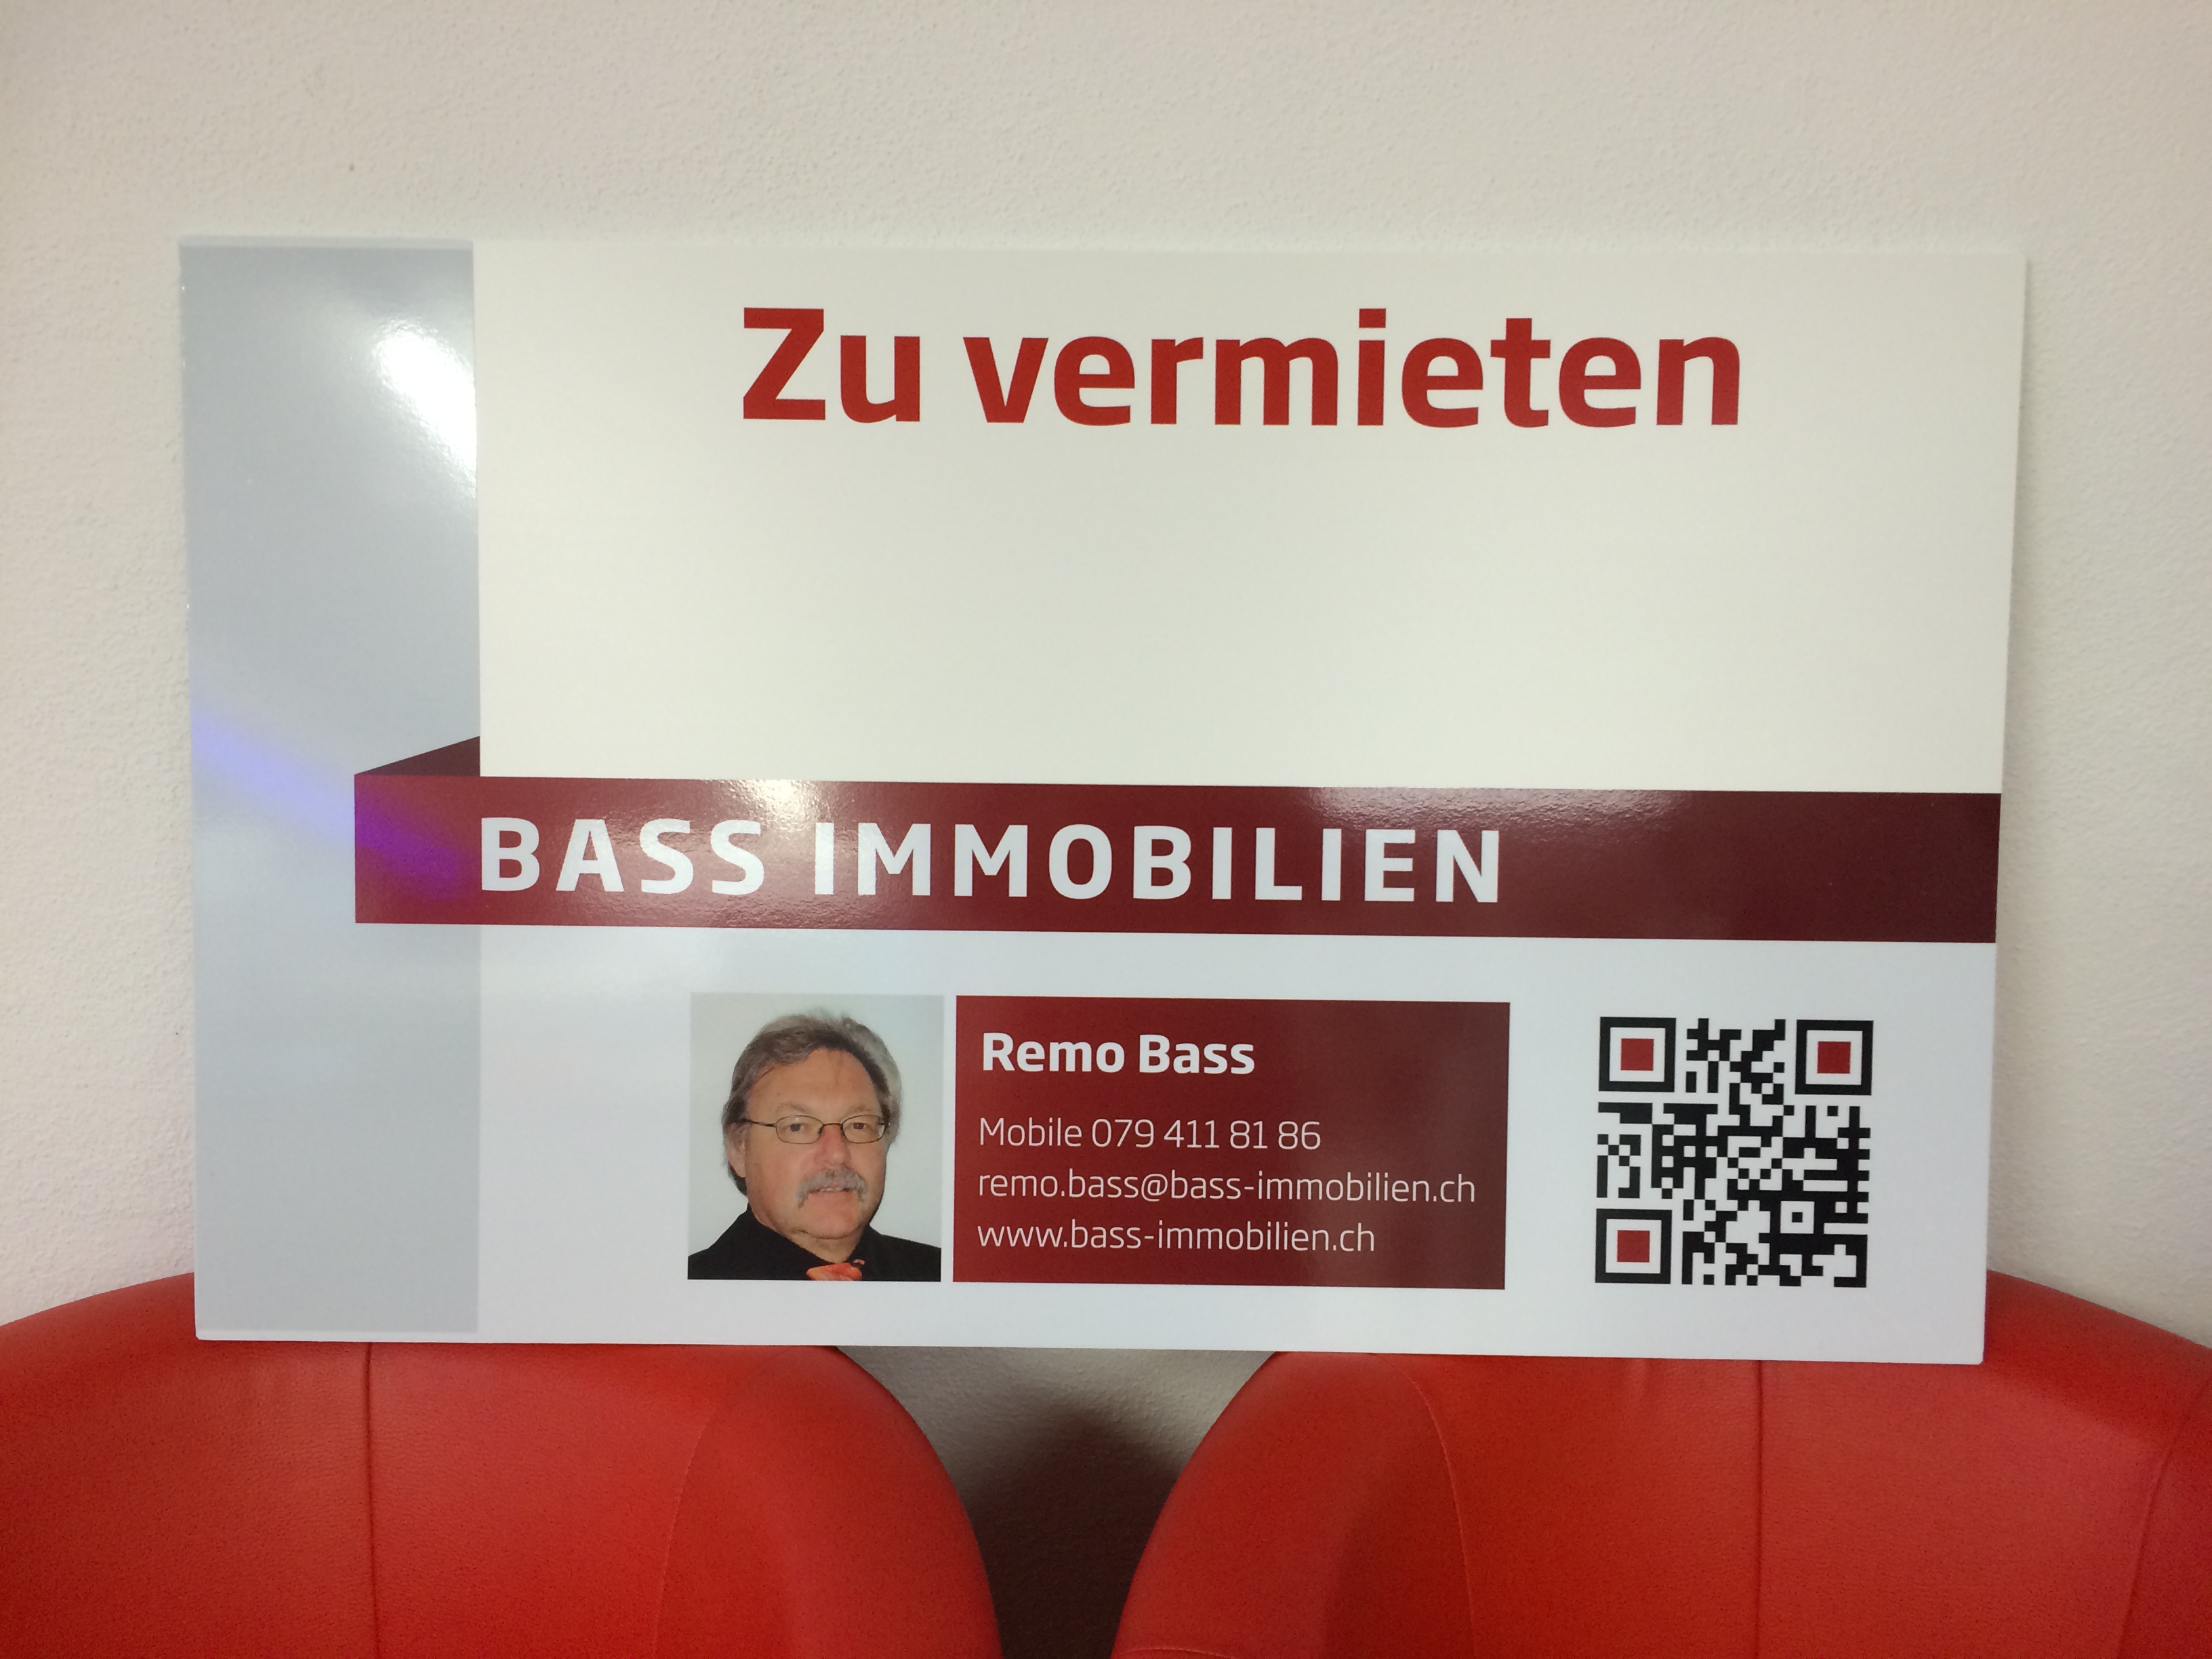 Zu vermieten
BASS IMMOBILIEN
Remo Bass
Mobile 079 411 81 86
remo.bass@bass-immobilien.ch
www.bass-immobilien.ch